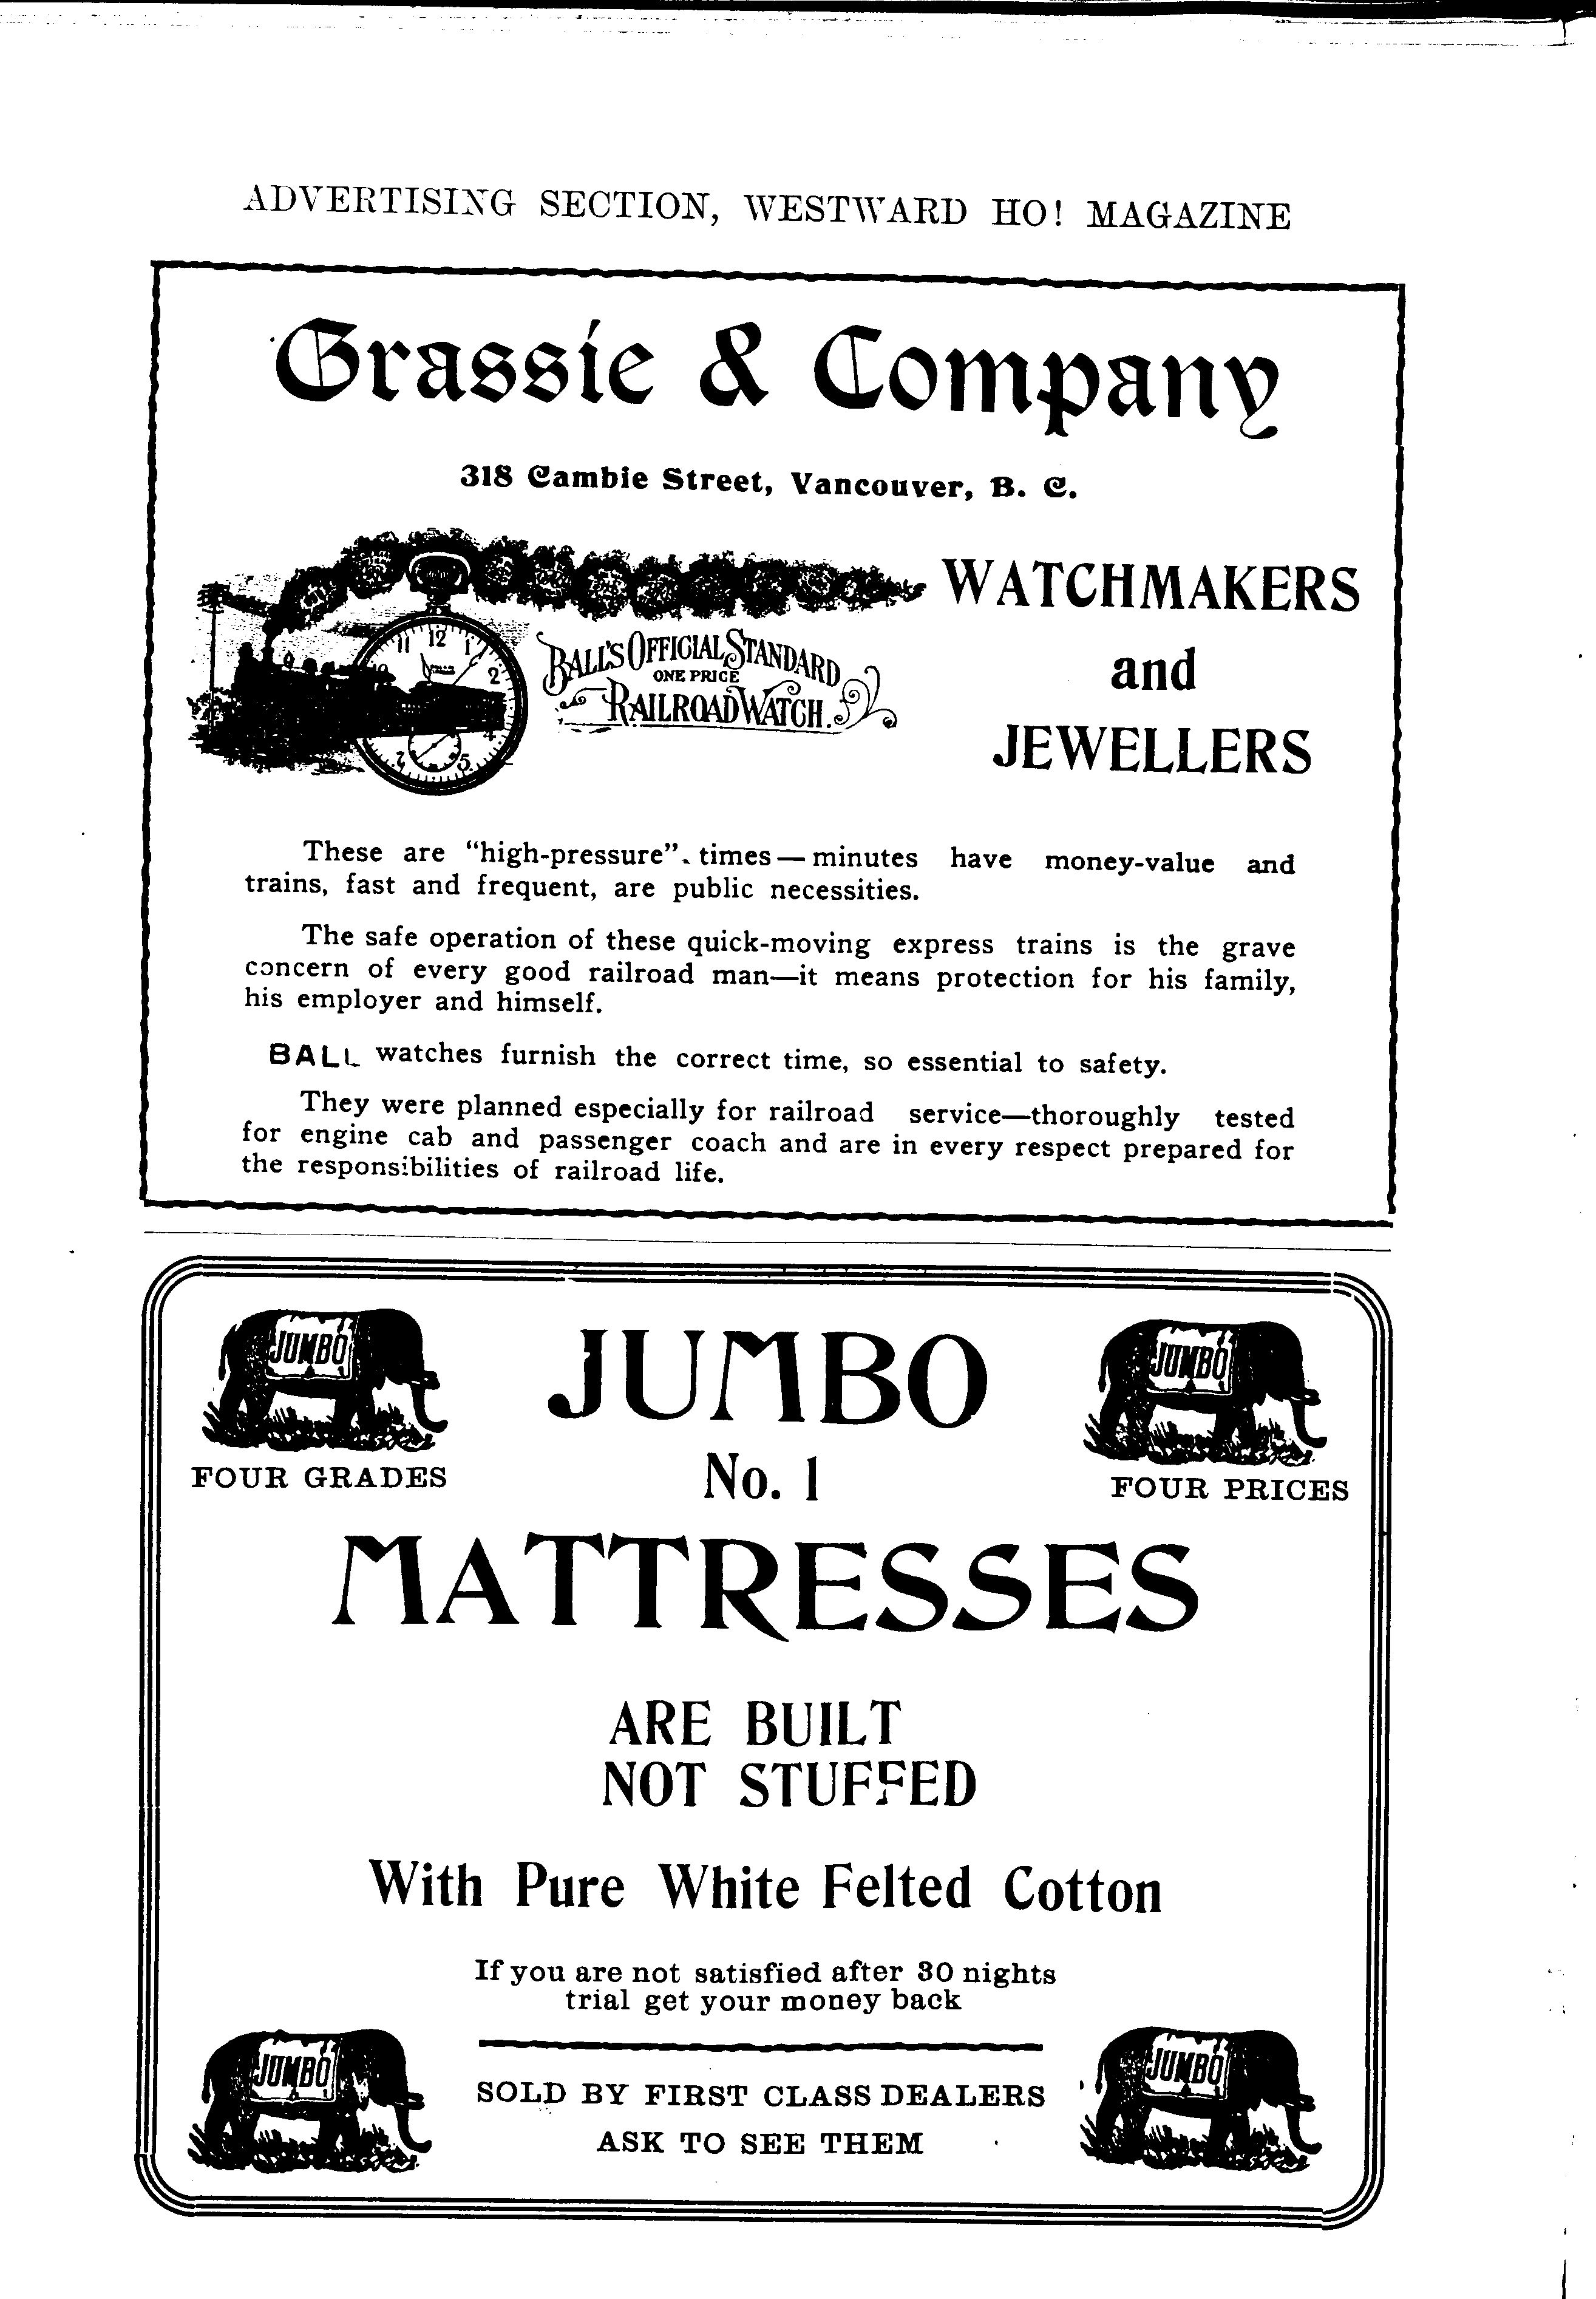 ADVERTISING SECTION, WESTWARD HO! MAGAZINE
Grassie & Company
318 Cambie Street, Vancouver, B. C.
WATCHMAKERS
and
JEWELLERS
11 12 1
2
4
7 5
BALL'S OFFICIAL STANDARD
ONE PRICE
RAILROAD WATCH.
These are "high-pressure" times—minutes have money-value and
trains, fast and frequent, are public necessities.
The safe operation of these quick-moving express trains is the grave
concern of every good railroad man—it means protection for his family,
his employer and himself.
BALL watches furnish the correct time, so essential to safety.
They were planned especially for railroad service—thoroughly tested
for engine cab and passenger coach and are in every respect prepared for
the responsibilities of railroad life.
JUMBO
JUMBO
JUMBO
FOUR GRADES
No. 1
FOUR PRICES
MATTRESSES
ARE BUILT
NOT STUFFED
With Pure White Felted Cotton
If you are not satisfied after 30 nights
trial get your money back
JUMBO
JUMBO
SOLD BY FIRST CLASS DEALERS
ASK TO SEE THEM